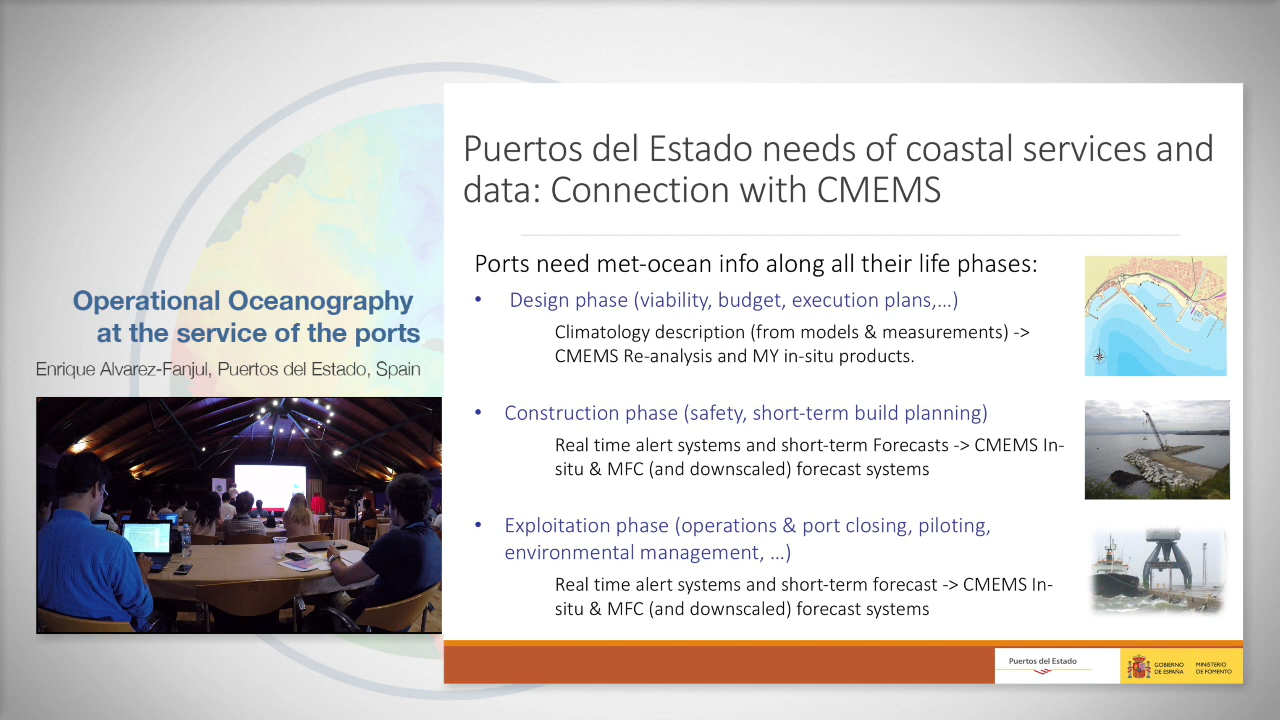 Operational Oceanography
at the service of the ports
Enrique Alvarez-Fanjul, Puertos del Estado, Spain
Puertos del Estado needs of coastal services and
data: Connection with CMEMS
Ports need met-ocean info along all their life phases:
• Design phase (viability, budget, execution plans,...)
Climatology description (from models & measurements) ->
CMEMS Re-analysis and MY in-situ products.
• Construction phase (safety, short-term build planning)
Real time alert systems and short-term Forecasts -> CMEMS In-
situ & MFC (and downscaled) forecast systems
• Exploitation phase (operations & port closing, piloting,
environmental management, ...)
Real time alert systems and short-term forecast -> CMEMS In-
situ & MFC (and downscaled) forecast systems
Puertos del Estado
GOBIERNO
DE ESPAÑA
MINISTERIO
DE FOMENTO